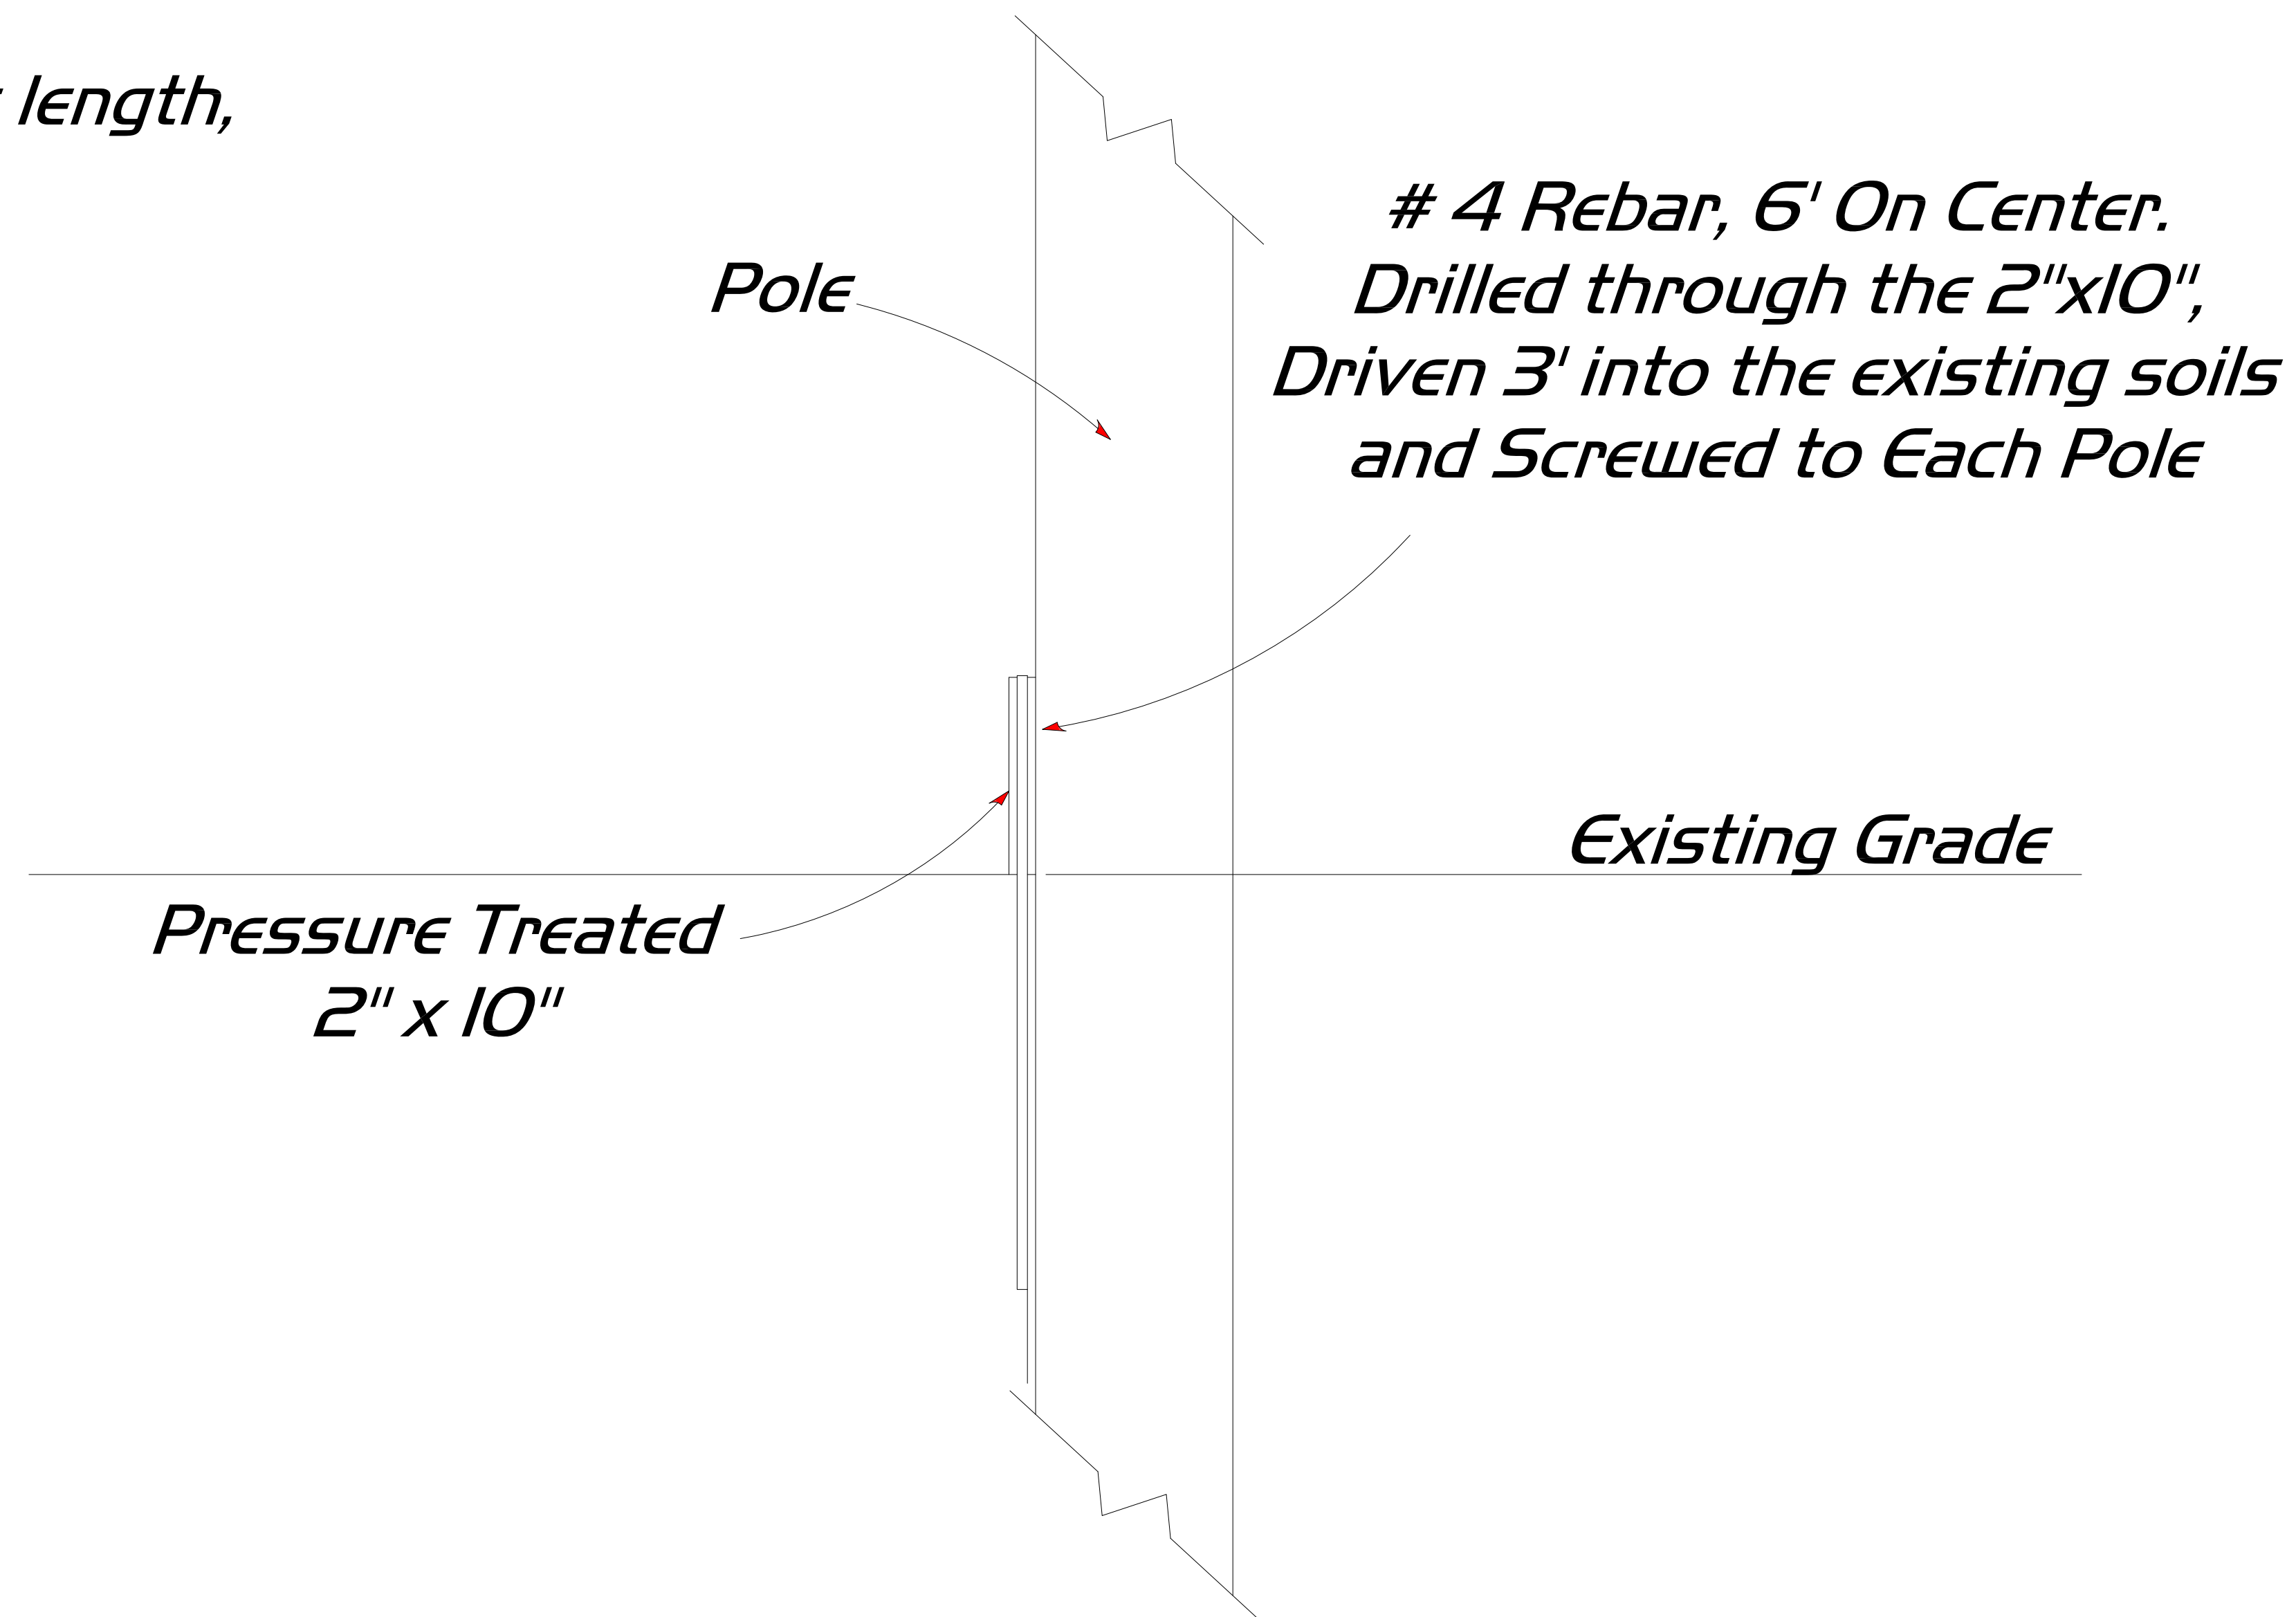 length,
Pole
# 4 Rebar, 6' On Center.
Drilled through the 2"x10",
Driven 3' into the existing soils
and Screwed to Each Pole
Existing Grade
Pressure Treated
2" x 10"